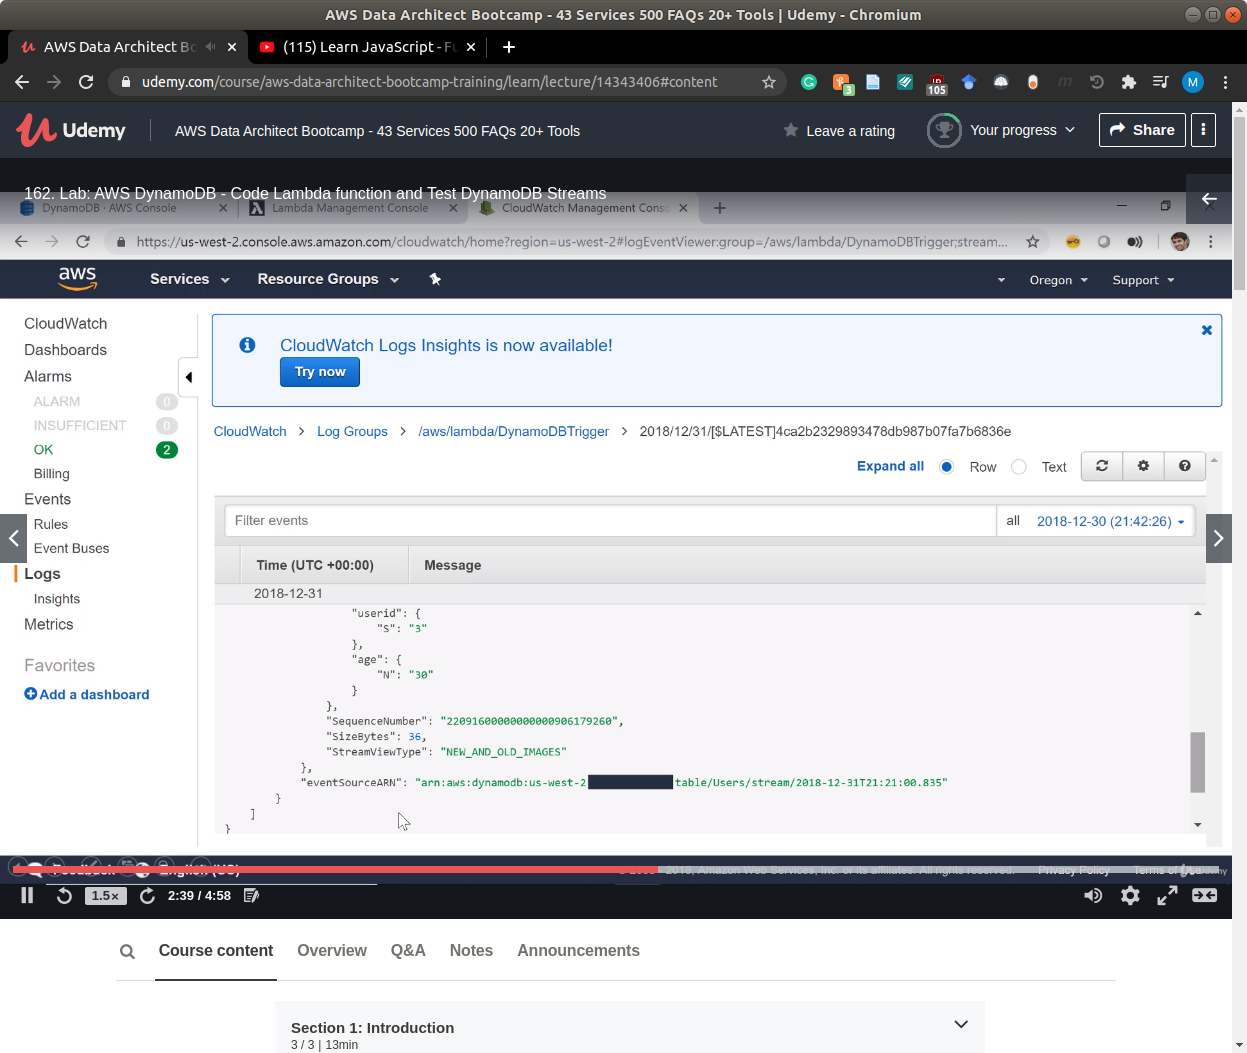 AWS Data Architect Bootcamp - 43 Services 500 FAQs 20+ Tools | Udemy - Chromium
AWS Data Architect Bo
(115) Learn JavaScript - Fu
udemy.com/course/aws-data-architect-bootcamp-training/learn/lecture/14343406#content
3
105
M
Udemy
AWS Data Architect Bootcamp - 43 Services 500 FAQs 20+ Tools
Leave a rating
Your progress
Share
162. Lab: AWS DynamoDB - Code Lambda function and Test DynamoDB Streams
DynamoDB · AWS Console
Lambda Management Console
CloudWatch Management Conso
https://us-west-2.console.aws.amazon.com/cloudwatch/home?region=us-west-2#logEventViewer:group=/aws/lambda/DynamoDBTrigger;stream...
aws
Services
Resource Groups
Oregon
Support
CloudWatch
Dashboards
Alarms
ALARM 0
INSUFFICIENT 0
OK 2
Billing
Events
Rules
Event Buses
Logs
Insights
Metrics
Favorites
Add a dashboard
CloudWatch Logs Insights is now available!
Try now
CloudWatch > Log Groups > /aws/lambda/DynamoDBTrigger > 2018/12/31/[$LATEST]4ca2b2329893478db987b07fa7b6836e
Expand all
Row
Text
Filter events
all 2018-12-30 (21:42:26)
Time (UTC +00:00)
Message
2018-12-31
"userid": {
"S": "3"
},
"age": {
"N": "30"
}
},
"SequenceNumber": "22091600000000000906179260",
"SizeBytes": 36,
"StreamViewType": "NEW_AND_OLD_IMAGES"
},
"eventSourceARN": "arn:aws:dynamodb:us-west-2 table/Users/stream/2018-12-31T21:21:00.835"
}
]
}
Feedback
English (US)
2018, Amazon Web Services, Inc. or its affiliates. All rights reserved.
Privacy Policy
Terms of
Udemy
1.5×
2:39 / 4:58
Course content
Overview
Q&A
Notes
Announcements
Section 1: Introduction
3 / 3 | 13min